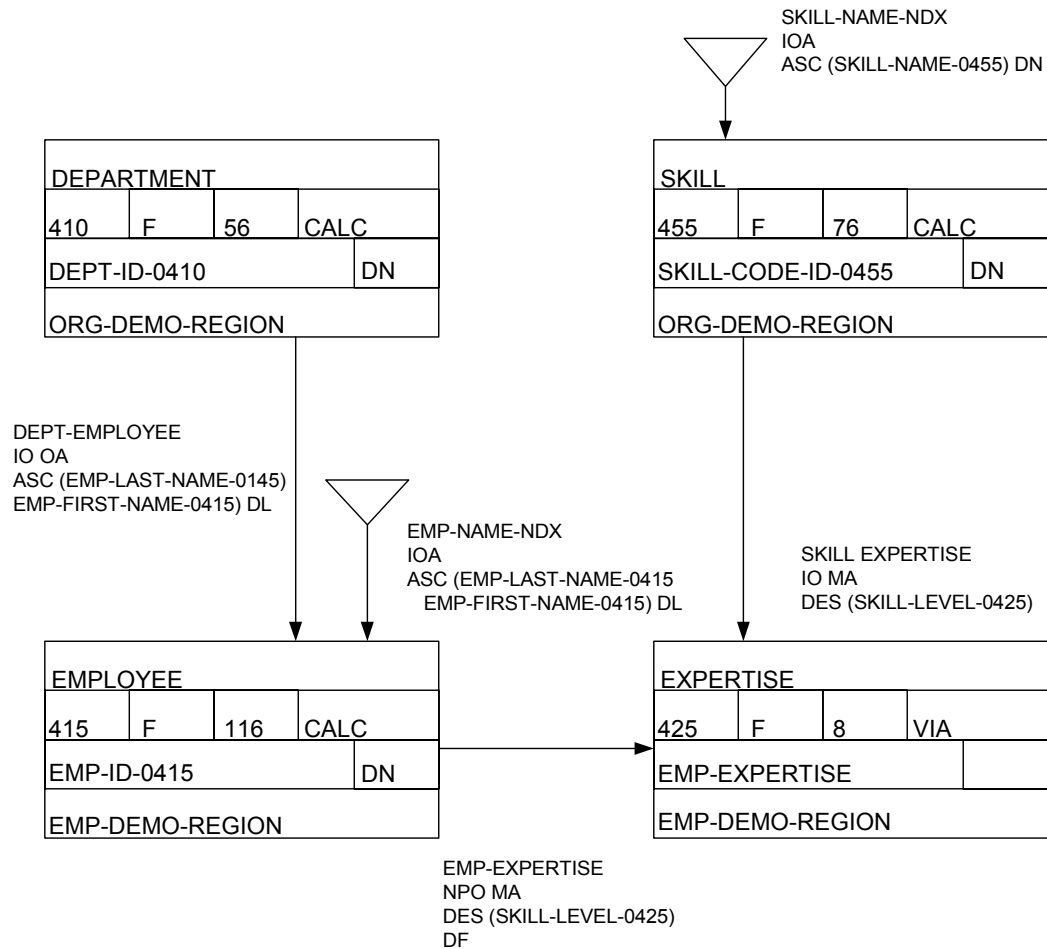 SKILL-NAME-NDX
IOA
ASC (SKILL-NAME-0455) DN
DEPARTMENT
410 F 56 CALC
DEPT-ID-0410 DN
ORG-DEMO-REGION
SKILL
455 F 76 CALC
SKILL-CODE-ID-0455 DN
ORG-DEMO-REGION
DEPT-EMPLOYEE
IO OA
ASC (EMP-LAST-NAME-0145)
EMP-FIRST-NAME-0415) DL
EMP-NAME-NDX
IOA
ASC (EMP-LAST-NAME-0415
EMP-FIRST-NAME-0415) DL
SKILL EXPERTISE
IO MA
DES (SKILL-LEVEL-0425)
EMPLOYEE
415 F 116 CALC
EMP-ID-0415 DN
EMP-DEMO-REGION
EXPERTISE
425 F 8 VIA
EMP-EXPERTISE
EMP-DEMO-REGION
EMP-EXPERTISE
NPO MA
DES (SKILL-LEVEL-0425)
DF